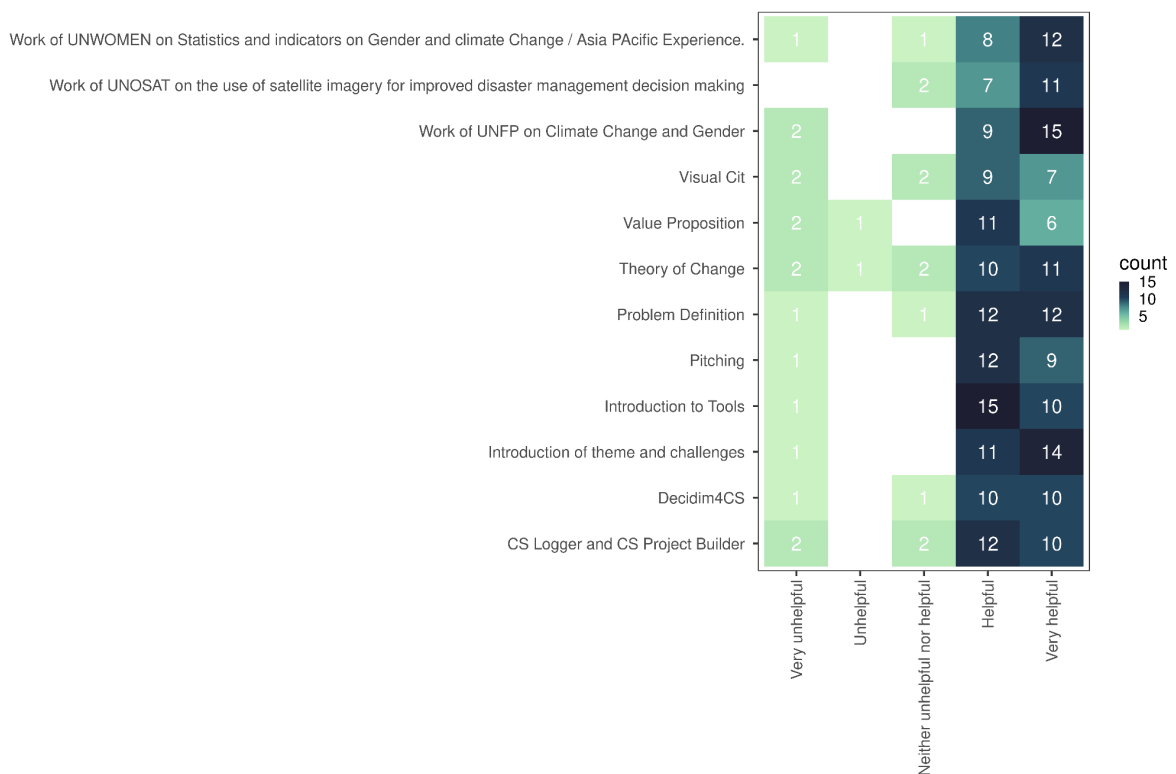 Work of UNWOMEN on Statistics and indicators on Gender and climate Change / Asia PAcific Experience. 1 1 8 12
Work of UNOSAT on the use of satellite imagery for improved disaster management decision making 2 7 11
Work of UNFP on Climate Change and Gender 2 9 15
Visual Cit 2 2 9 7
Value Proposition 2 1 11 6
Theory of Change 2 1 2 10 11
Problem Definition 1 1 12 12
Pitching 1 12 9
Introduction to Tools 1 15 10
Introduction of theme and challenges 1 11 14
Decidim4CS 1 1 10 10
CS Logger and CS Project Builder 2 2 12 10
Very unhelpful
Unhelpful
Neither unhelpful nor helpful
Helpful
Very helpful
count
15
10
5